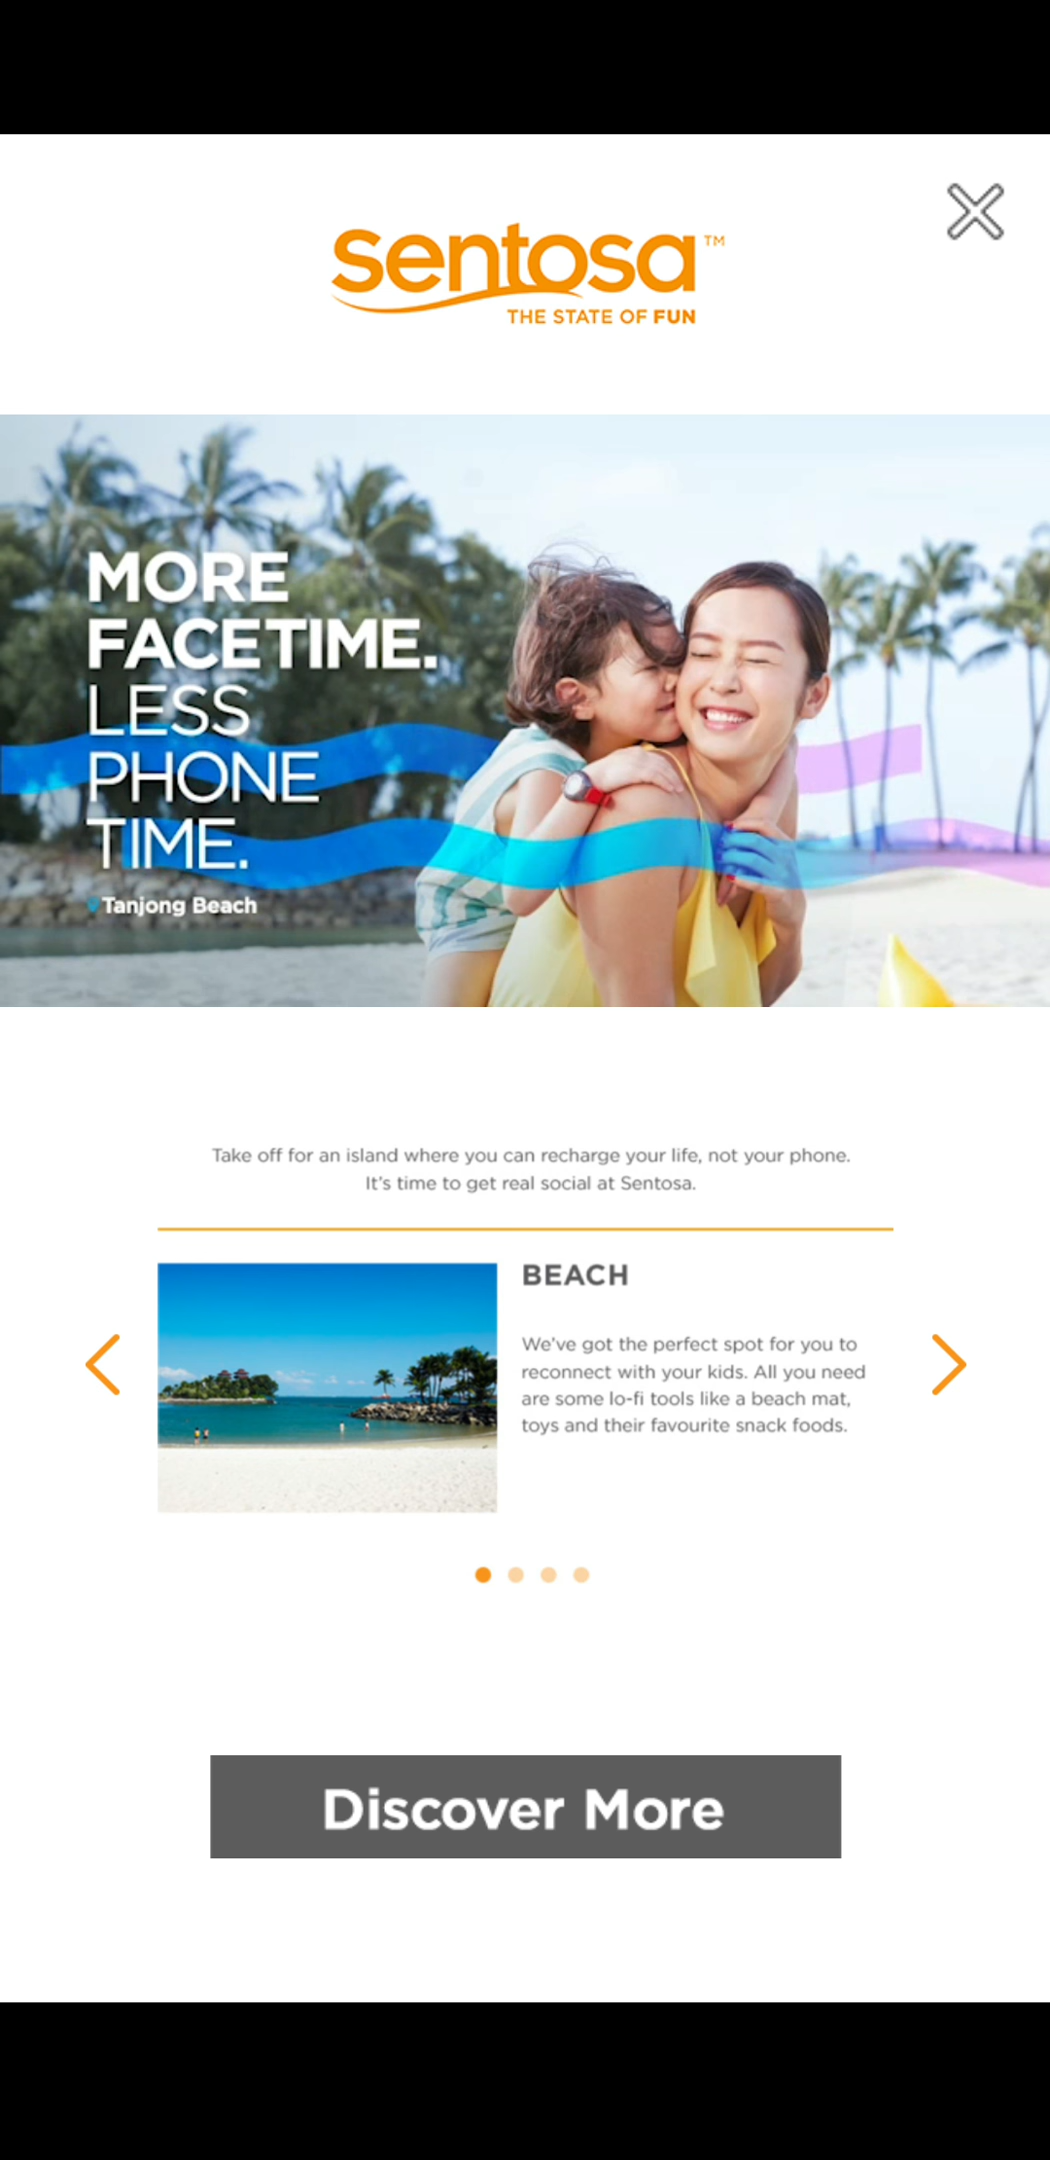 sentosa™
THE STATE OF FUN
MORE
FACETIME.
LESS
PHONE
TIME.
Tanjong Beach
Take off for an island where you can recharge your life, not your phone.
It's time to get real social at Sentosa.
BEACH
We've got the perfect spot for you to
reconnect with your kids. All you need
are some lo-fi tools like a beach mat,
toys and their favourite snack foods.
Discover More